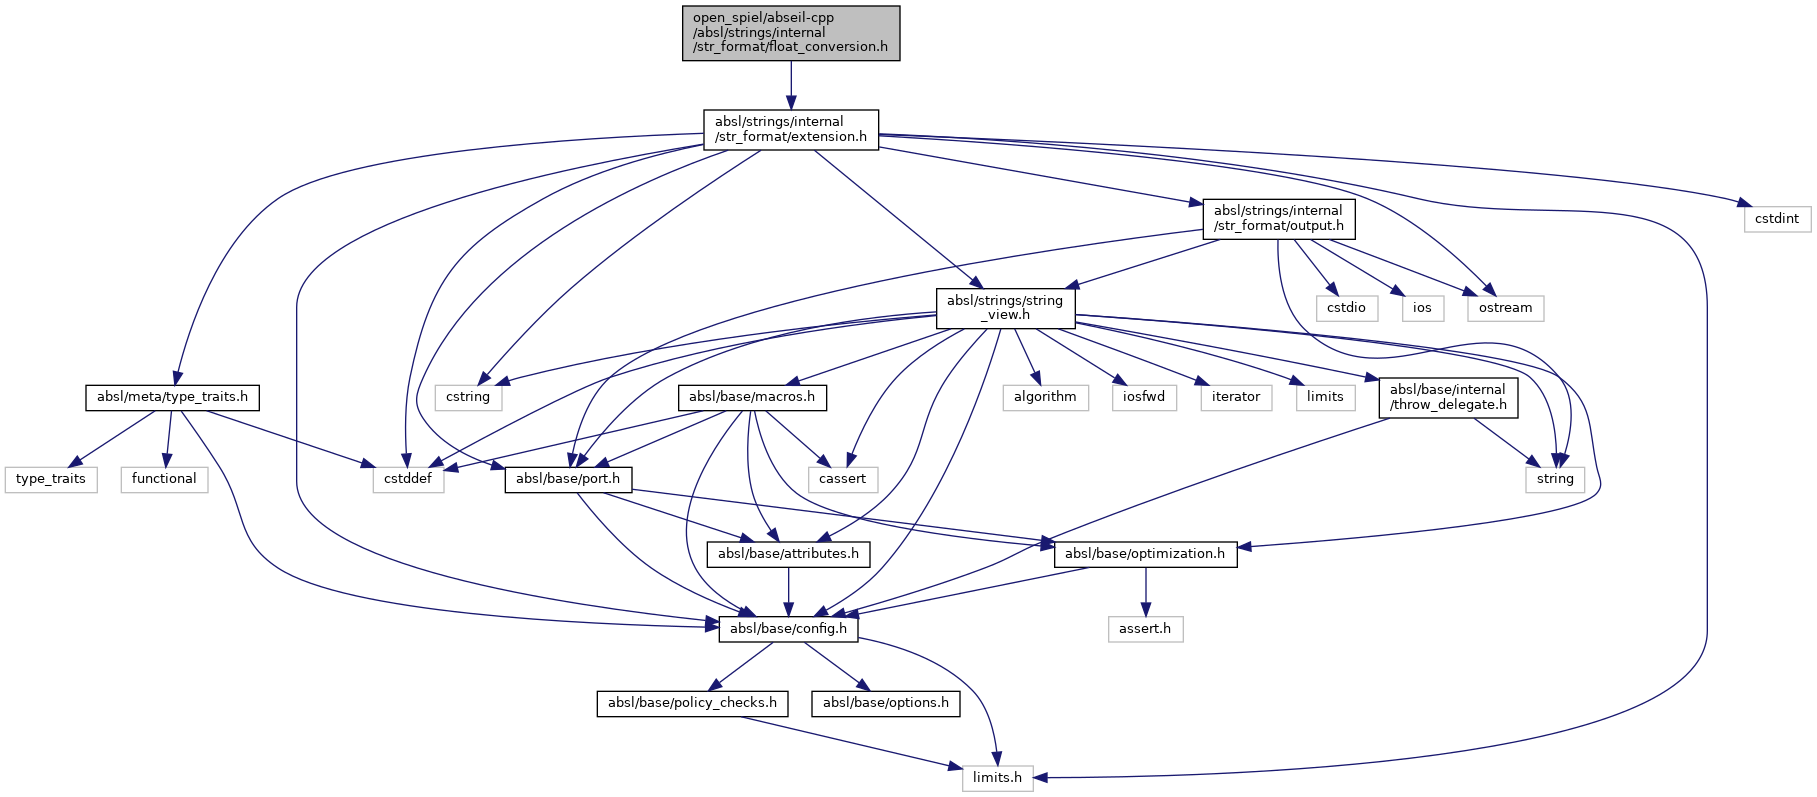 open_spiel/abseil-cpp
/absl/strings/internal
/str_format/float_conversion.h
absl/strings/internal
/str_format/extension.h
absl/strings/internal
/str_format/output.h
cstdint
absl/strings/string
_view.h
cstdio
ios
ostream
absl/meta/type_traits.h
cstring
absl/base/macros.h
algorithm
iosfwd
iterator
limits
absl/base/internal
/throw_delegate.h
type_traits
functional
cstddef
absl/base/port.h
cassert
string
absl/base/attributes.h
absl/base/optimization.h
absl/base/config.h
assert.h
absl/base/policy_checks.h
absl/base/options.h
limits.h